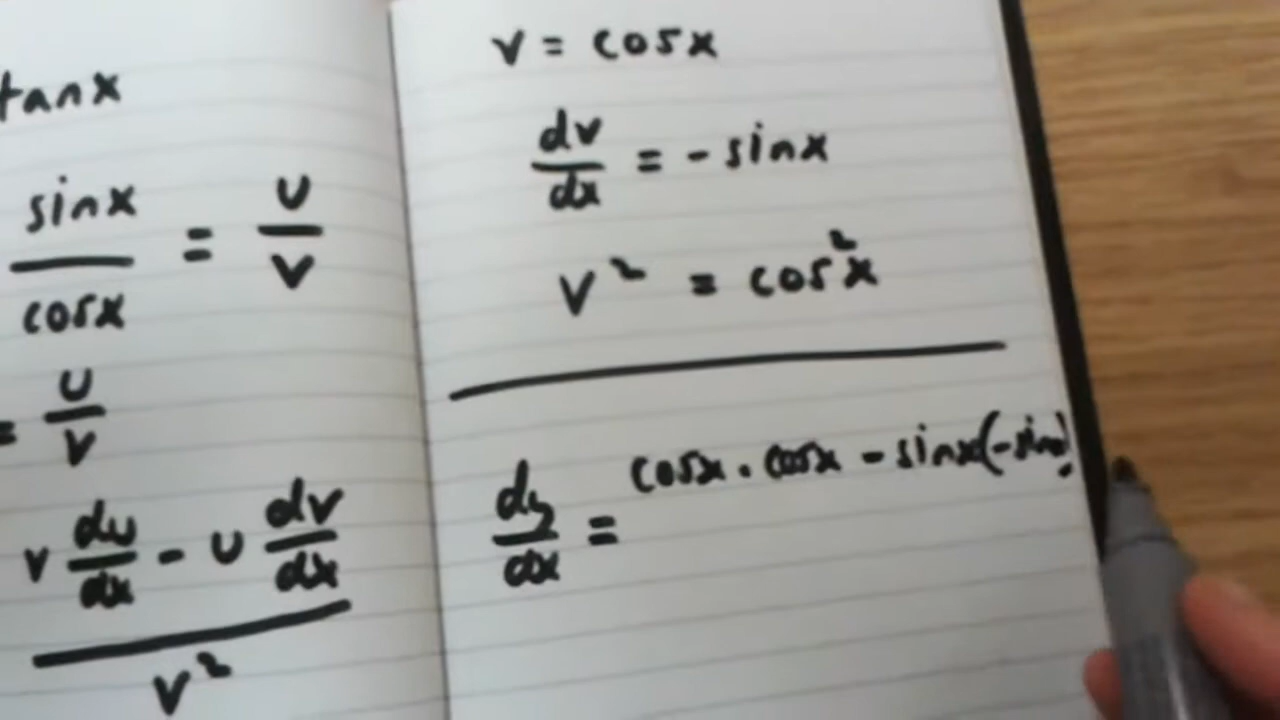 tanx
sinx/cosx = u/v
= u/v
v du/dx - u dv/dx
v²
v = cosx
dv/dx = -sinx
v² = cos²x
dy/dx = cosx . cosx - sinx(-sinx)